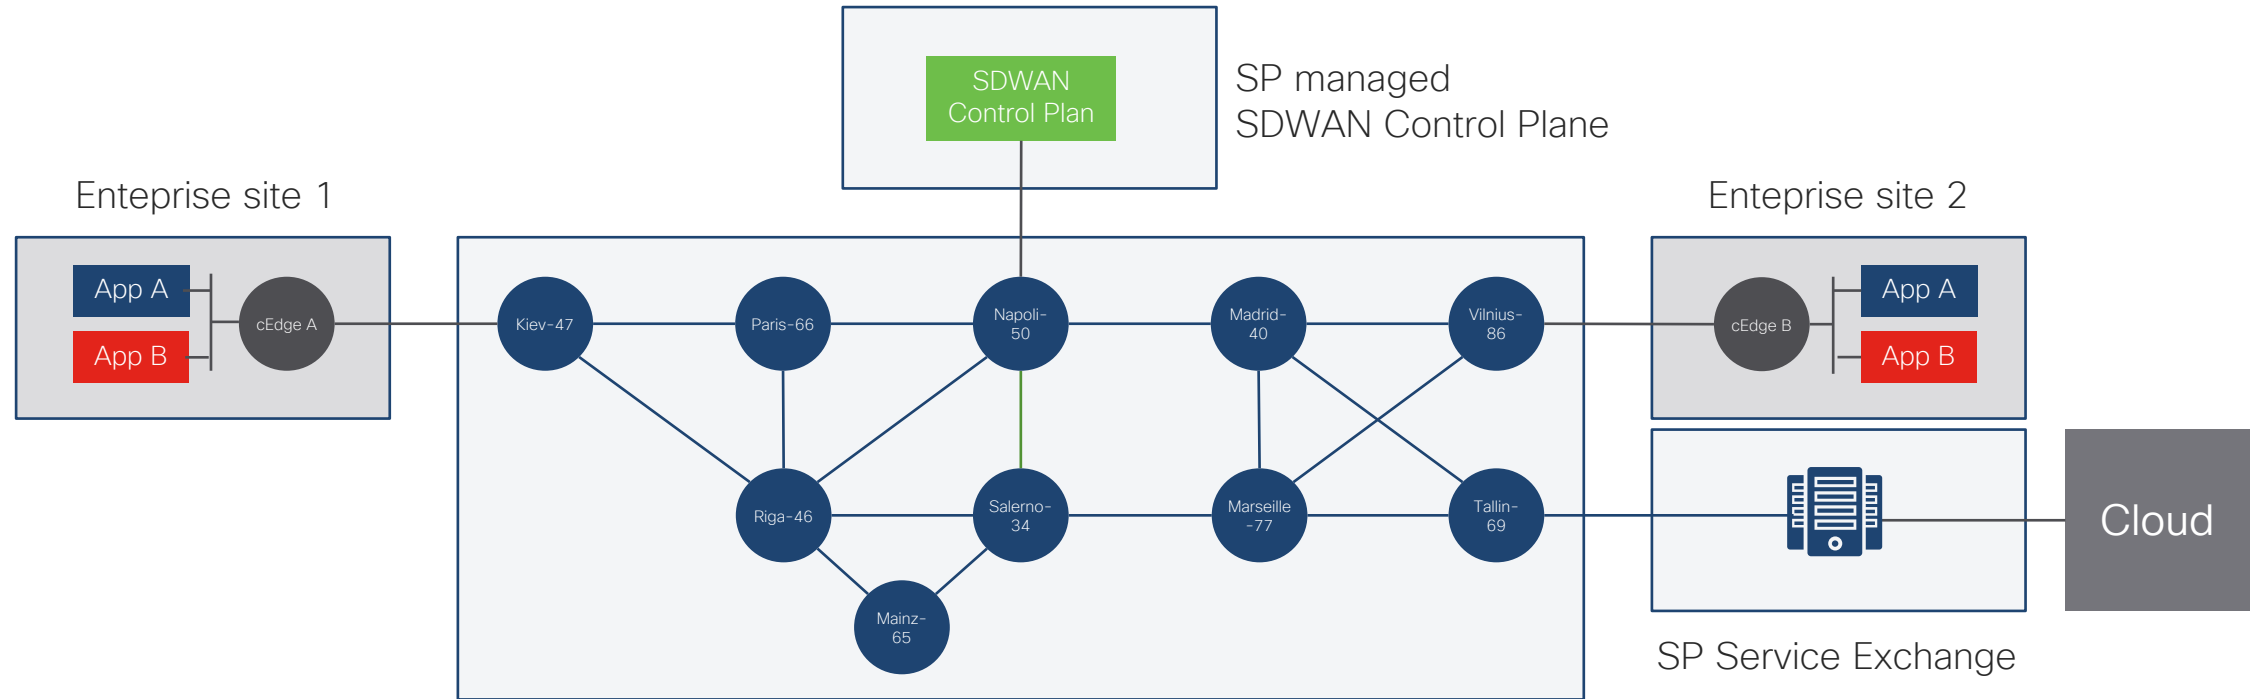 SDWAN
Control Plan
SP managed
SDWAN Control Plane
Enteprise site 1
Enteprise site 2
App A
App B
cEdge A
Kiev-47
Paris-66
Napoli-
50
Madrid-
40
Vilnius-
86
cEdge B
App A
App B
Riga-46
Salerno-
34
Marseille
-77
Tallin-
69
Cloud
Mainz-
65
SP Service Exchange